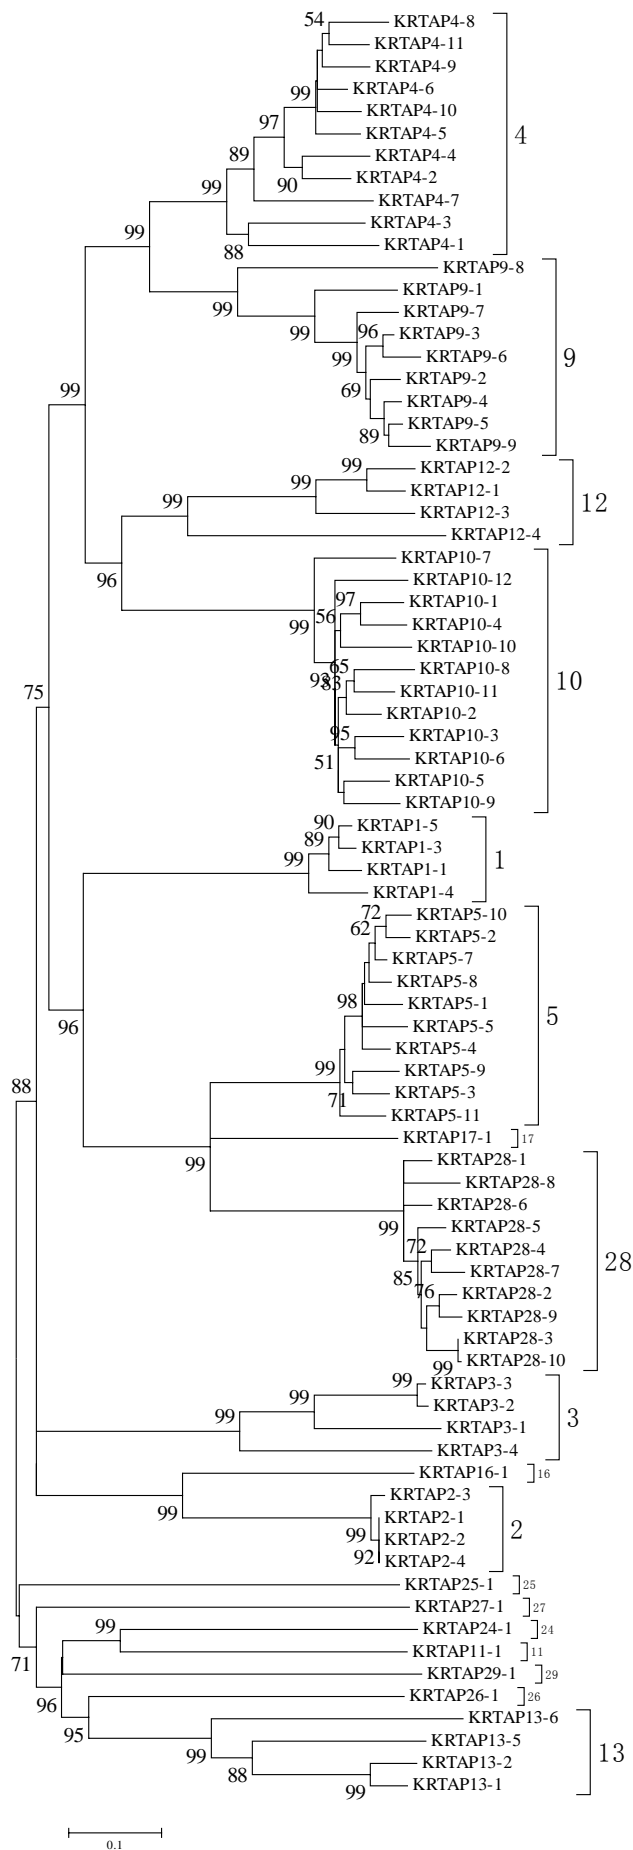 54
KRTAP4-8
KRTAP4-11
KRTAP4-9
99
KRTAP4-6
KRTAP4-10
97
KRTAP4-5
4
89
KRTAP4-4
90
KRTAP4-2
99
KRTAP4-7
KRTAP4-3
99
88
KRTAP4-1
KRTAP9-8
99
KRTAP9-1
99
KRTAP9-7
96
KRTAP9-3
99
KRTAP9-6
9
69
KRTAP9-2
99
KRTAP9-4
KRTAP9-5
89
KRTAP9-9
99
KRTAP12-2
99
KRTAP12-1
99
KRTAP12-3
12
KRTAP12-4
96
KRTAP10-7
KRTAP10-12
97
KRTAP10-1
56
99
KRTAP10-4
KRTAP10-10
65
KRTAP10-8
93
83
KRTAP10-11
10
75
KRTAP10-2
95
KRTAP10-3
51
KRTAP10-6
KRTAP10-5
KRTAP10-9
90
KRTAP1-5
89
KRTAP1-3
99
KRTAP1-1
1
KRTAP1-4
72
KRTAP5-10
62
KRTAP5-2
KRTAP5-7
KRTAP5-8
98
KRTAP5-1
5
96
KRTAP5-5
KRTAP5-4
99
KRTAP5-9
88
71
KRTAP5-3
KRTAP5-11
KRTAP17-1
17
99
KRTAP28-1
KRTAP28-8
KRTAP28-6
99
KRTAP28-5
72
KRTAP28-4
28
85
KRTAP28-7
76
KRTAP28-2
KRTAP28-9
KRTAP28-3
99
KRTAP28-10
99
KRTAP3-3
99
KRTAP3-2
99
KRTAP3-1
3
KRTAP3-4
KRTAP16-1
16
99
KRTAP2-3
KRTAP2-1
99
KRTAP2-2
2
92
KRTAP2-4
KRTAP25-1
25
KRTAP27-1
27
99
KRTAP24-1
24
71
KRTAP11-1
11
KRTAP29-1
29
96
KRTAP26-1
26
95
KRTAP13-6
99
KRTAP13-5
88
KRTAP13-2
13
99
KRTAP13-1
0.1